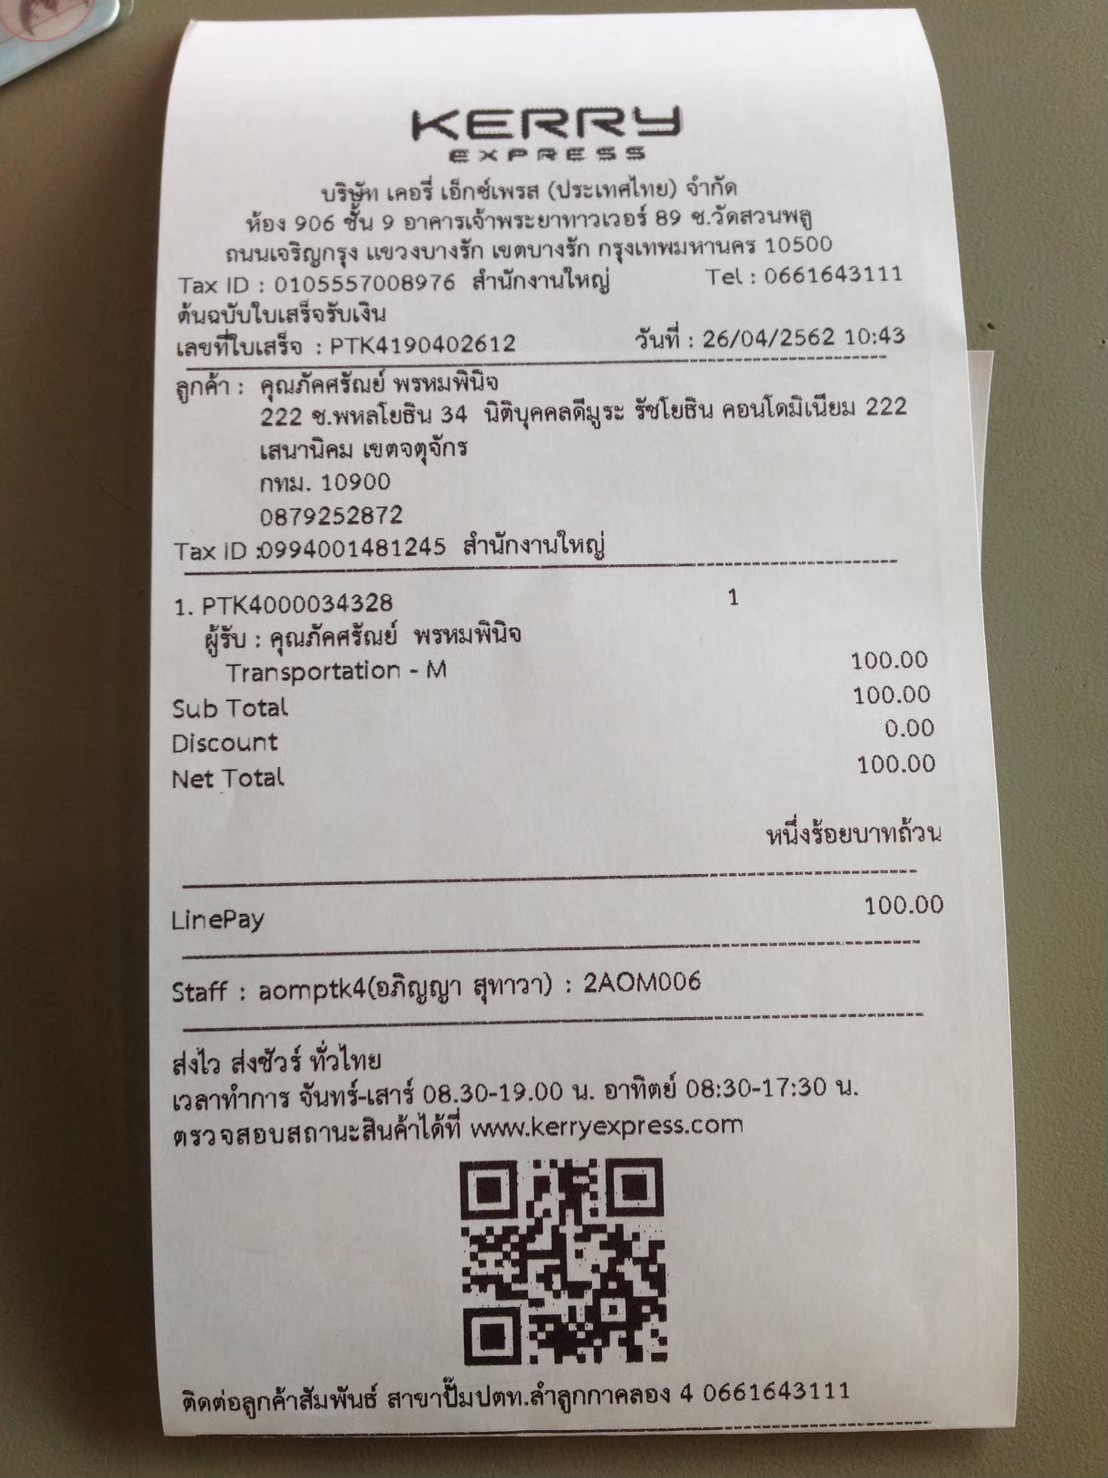 KERRY
EXPRESS
บริษัท เคอรี่ เอ็กซ์เพรส (ประเทศไทย) จำกัด
ห้อง 906 ชั้น 9 อาคารเจ้าพระยาทาวเวอร์ 89 ซ.วัดสวนพลู
ถนนเจริญกรุง แขวงบางรัก เขตบางรัก กรุงเทพมหานคร 10500
Tax ID : 0105557008976 สำนักงานใหญ่ Tel : 0661643111
ต้นฉบับใบเสร็จรับเงิน
เลขที่ใบเสร็จ : PTK4190402612 วันที่ : 26/04/2562 10:43
ลูกค้า : คุณภัคศรัณย์ พรหมพินิจ
222 ซ.พหลโยธิน 34 นิติบุคคลดีมูระ รัชโยธิน คอนโดมิเนียม 222
เสนานิคม เขตจตุจักร
กทม. 10900
0879252872
Tax ID :0994001481245 สำนักงานใหญ่
1. PTK4000034328 1
ผู้รับ : คุณภัคศรัณย์ พรหมพินิจ
Transportation - M 100.00
Sub Total 100.00
Discount 0.00
Net Total 100.00
หนึ่งร้อยบาทถ้วน
LinePay 100.00
Staff : aomptk4(อภิญญา สุทาวา) : 2AOM006
ส่งไว ส่งชัวร์ ทั่วไทย
เวลาทำการ จันทร์-เสาร์ 08.30-19.00 น. อาทิตย์ 08:30-17:30 น.
ตรวจสอบสถานะสินค้าได้ที่ www.kerryexpress.com
ติดต่อลูกค้าสัมพันธ์ สาขาปั๊มปตท.ลำลูกกาคลอง 4 0661643111